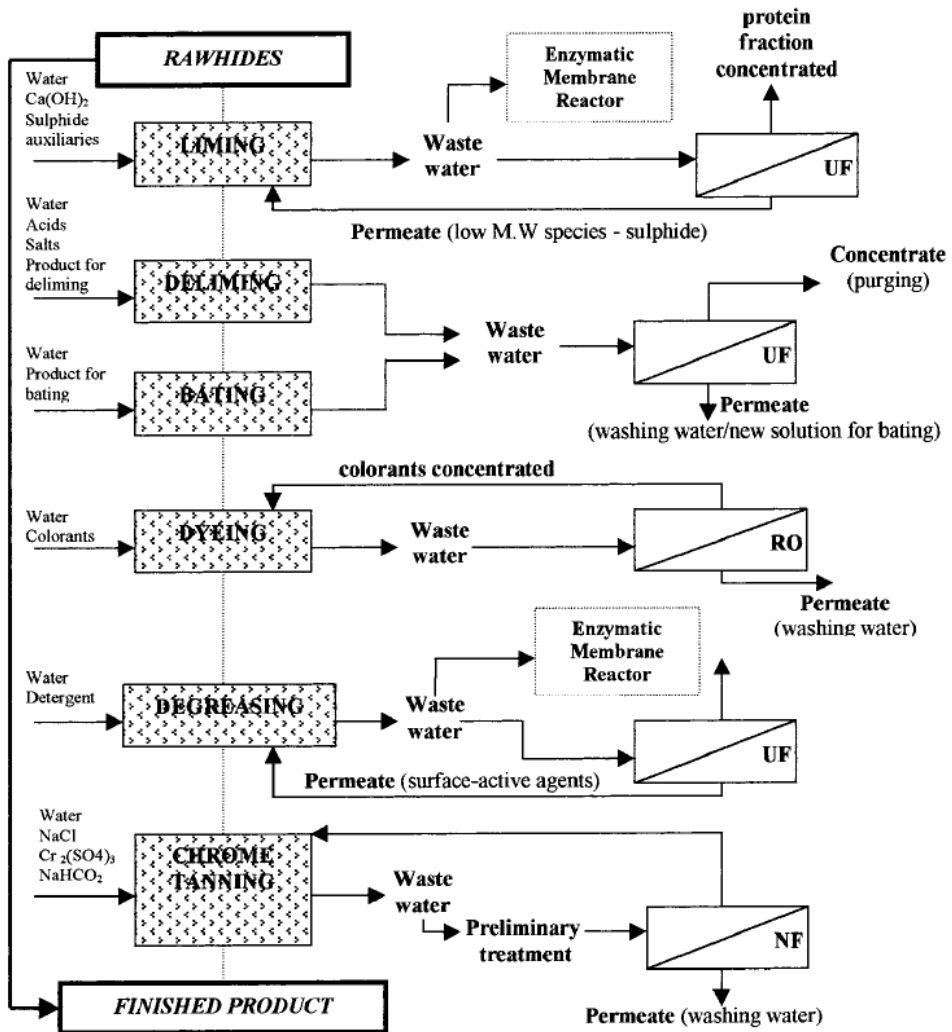 RAWHIDES
Water
Ca(OH)₂
Sulphide
auxiliaries
LIMING
Waste
water
Enzymatic
Membrane
Reactor
protein
fraction
concentrated
UF
Permeate (low M.W species - sulphide)
Water
Acids
Salts
Product for
deliming
DELIMING
Water
Product for
bating
BATING
Waste
water
UF
Concentrate
(purging)
Permeate
(washing water/new solution for bating)
colorants concentrated
Water
Colorants
DYEING
Waste
water
RO
Permeate
(washing water)
Enzymatic
Membrane
Reactor
Water
Detergent
DEGREASING
Waste
water
UF
Permeate (surface-active agents)
Water
NaCl
Cr₂(SO4)₃
NaHCO₂
CHROME
TANNING
Waste
water
Preliminary
treatment
NF
Permeate (washing water)
FINISHED PRODUCT